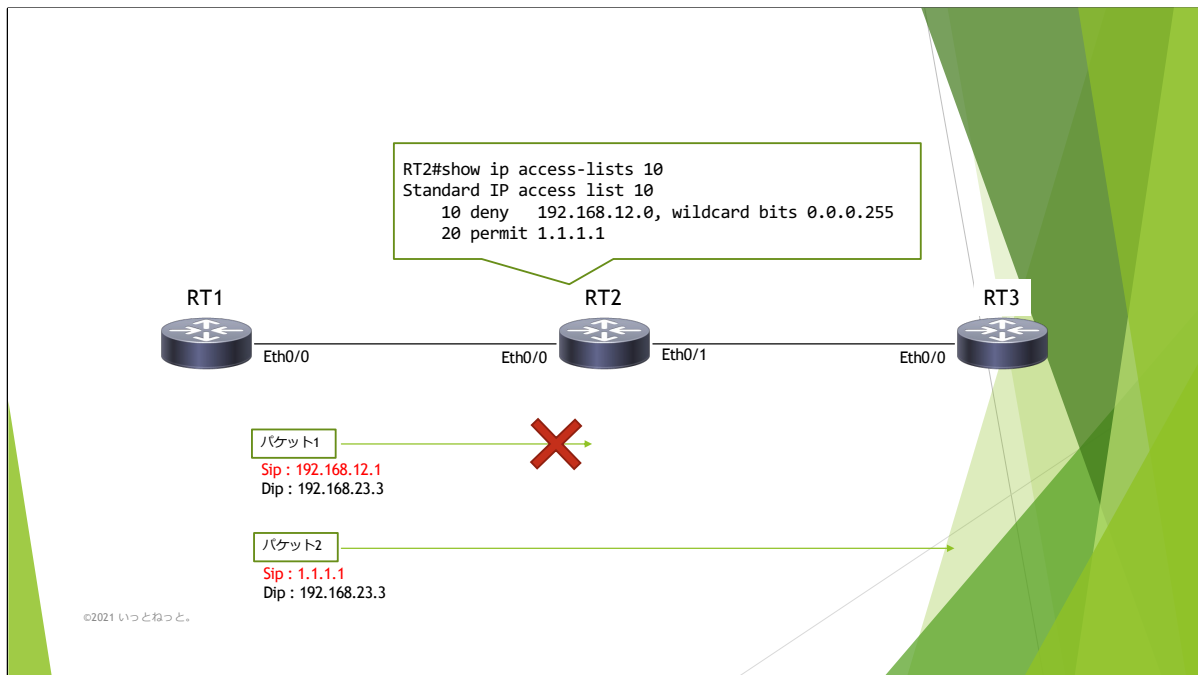 RT2#show ip access-lists 10
Standard IP access list 10
10 deny   192.168.12.0, wildcard bits 0.0.0.255
20 permit 1.1.1.1
RT1
RT2
RT3
Eth0/0
Eth0/0
Eth0/1
Eth0/0
パケット1
Sip : 192.168.12.1
Dip : 192.168.23.3
パケット2
Sip : 1.1.1.1
Dip : 192.168.23.3
©2021 いっとねっと。